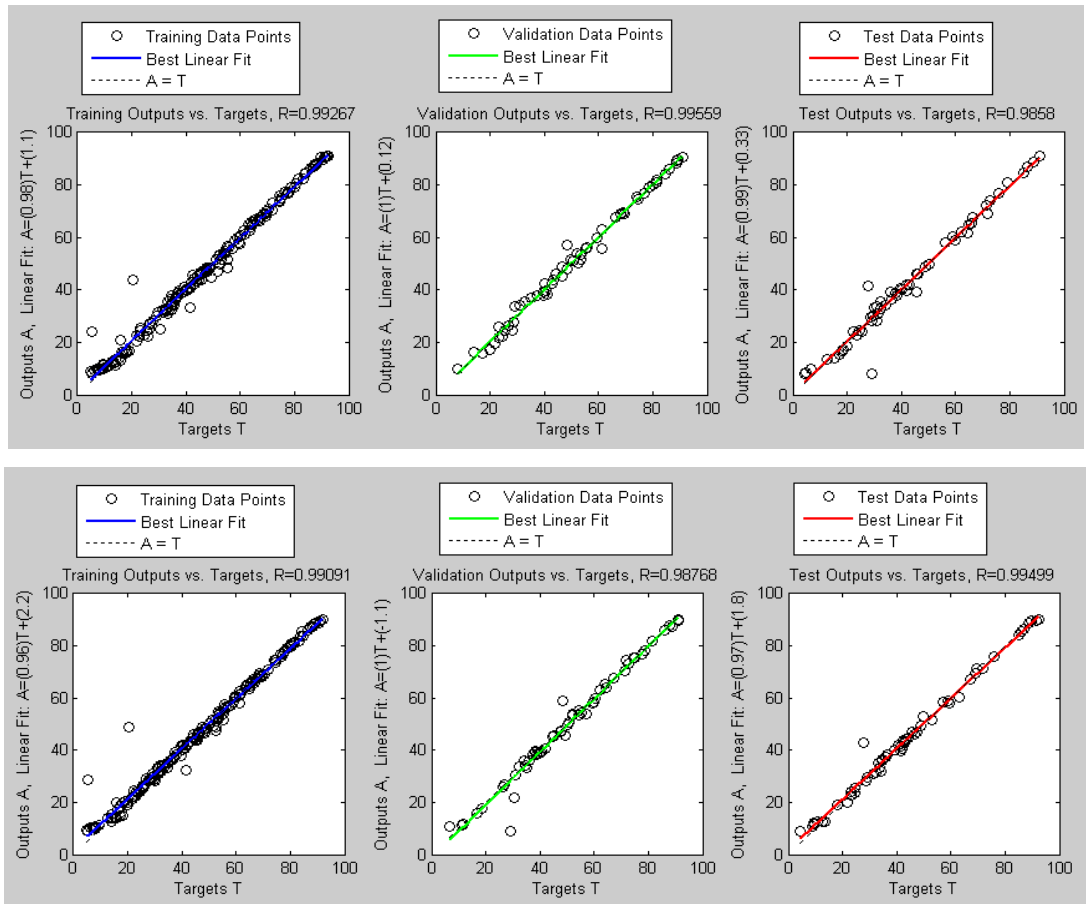 Training Data Points
Best Linear Fit
A = T
Validation Data Points
Best Linear Fit
A = T
Test Data Points
Best Linear Fit
A = T
Training Outputs vs. Targets, R=0.99267
Outputs A, Linear Fit: A=(0.98)T+(1.1)
100
80
60
40
20
0
0 20 40 60 80 100
Targets T
Validation Outputs vs. Targets, R=0.99559
Outputs A, Linear Fit: A=(1)T+(0.12)
100
80
60
40
20
0
0 20 40 60 80 100
Targets T
Test Outputs vs. Targets, R=0.9858
Outputs A, Linear Fit: A=(0.99)T+(0.33)
100
80
60
40
20
0
0 20 40 60 80 100
Targets T
Training Data Points
Best Linear Fit
A = T
Validation Data Points
Best Linear Fit
A = T
Test Data Points
Best Linear Fit
A = T
Training Outputs vs. Targets, R=0.99091
Outputs A, Linear Fit: A=(0.96)T+(2.2)
100
80
60
40
20
0
0 20 40 60 80 100
Targets T
Validation Outputs vs. Targets, R=0.98768
Outputs A, Linear Fit: A=(1)T+(-1.1)
100
80
60
40
20
0
0 20 40 60 80 100
Targets T
Test Outputs vs. Targets, R=0.99499
Outputs A, Linear Fit: A=(0.97)T+(1.8)
100
80
60
40
20
0
0 20 40 60 80 100
Targets T